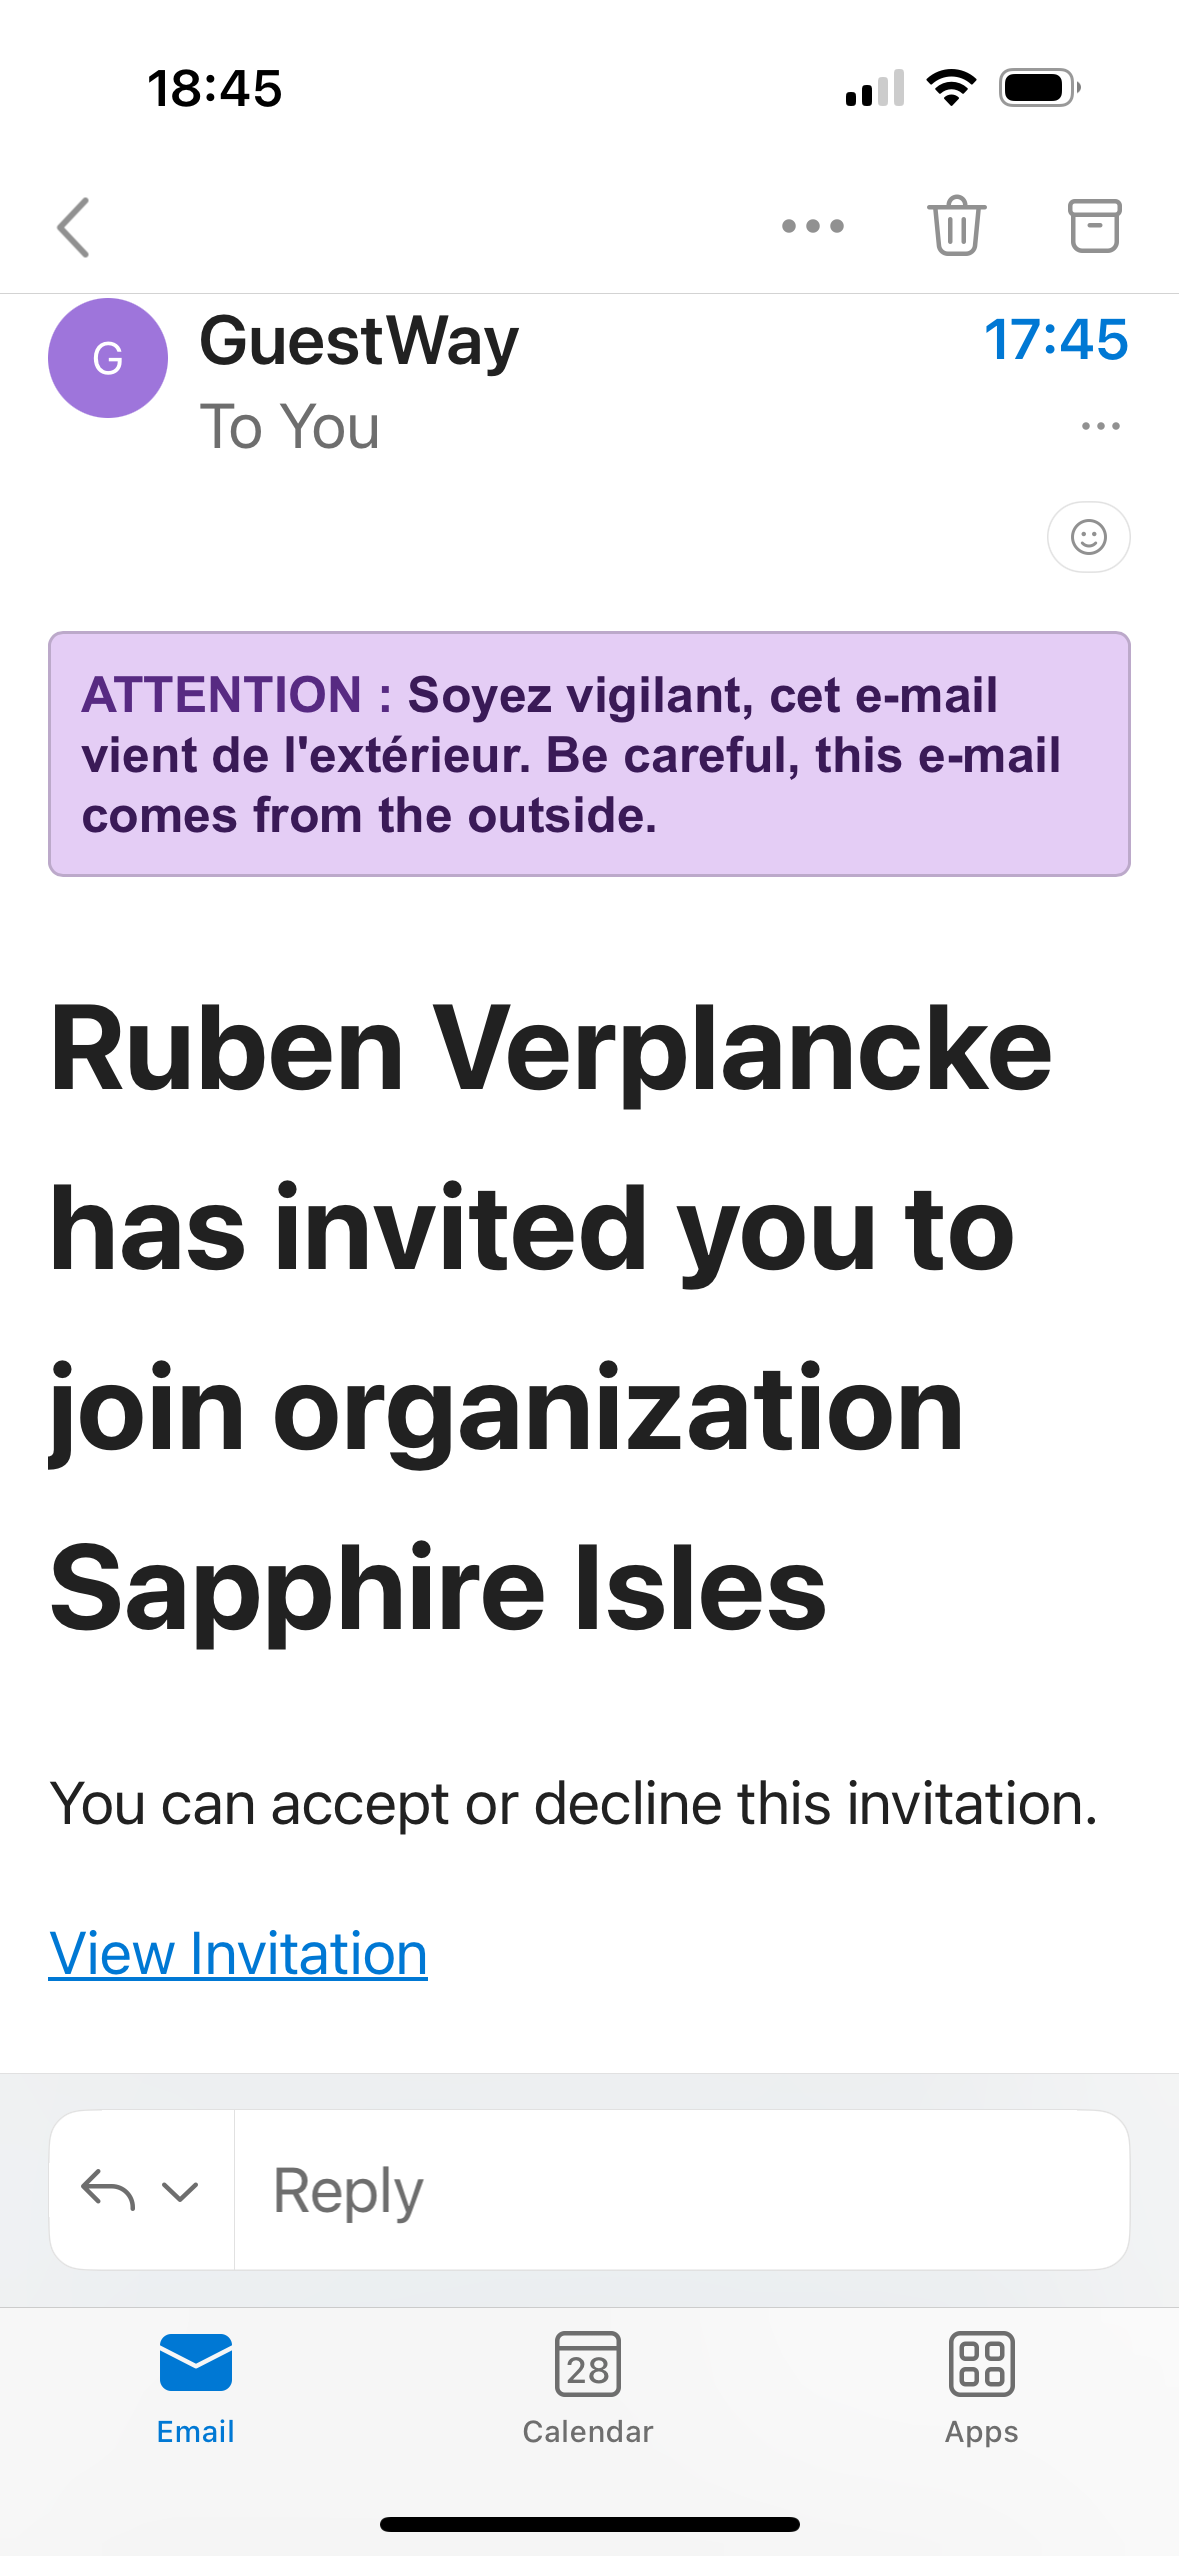 18:45
G
GuestWay
17:45
To You
ATTENTION : Soyez vigilant, cet e-mail
vient de l'extérieur. Be careful, this e-mail
comes from the outside.
Ruben Verplancke
has invited you to
join organization
Sapphire Isles
You can accept or decline this invitation.
View Invitation
Reply
28
Email
Calendar
Apps